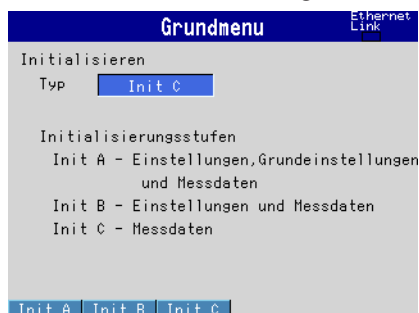 Grundmenu
Ethernet
Link
Initialisieren
Typ Init C
Initialisierungsstufen
Init A - Einstellungen,Grundeinstellungen
und Messdaten
Init B - Einstellungen und Messdaten
Init C - Messdaten
Init A Init B Init C